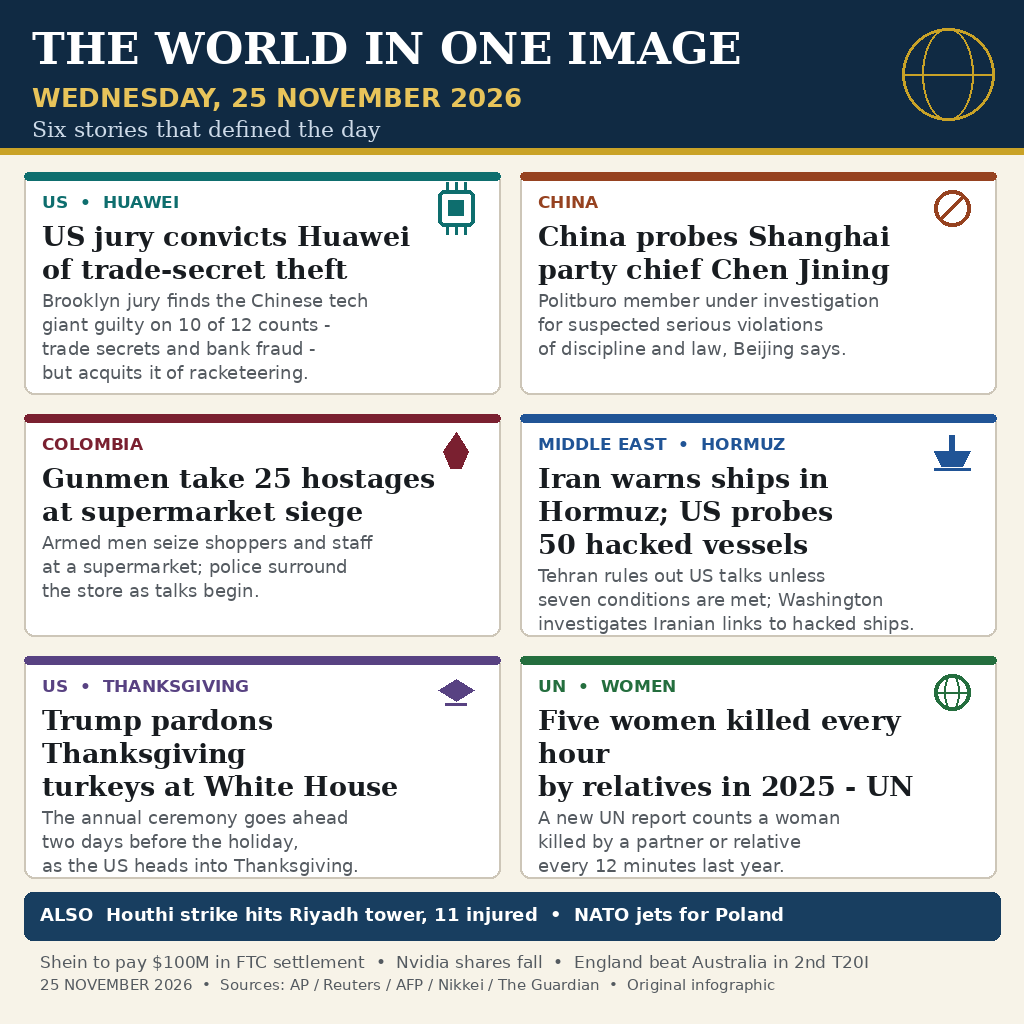 THE WORLD IN ONE IMAGE
WEDNESDAY, 25 NOVEMBER 2026
Six stories that defined the day
US • HUAWEI
US jury convicts Huawei
of trade-secret theft
Brooklyn jury finds the Chinese tech
giant guilty on 10 of 12 counts -
trade secrets and bank fraud -
but acquits it of racketeering.
CHINA
China probes Shanghai
party chief Chen Jining
Politburo member under investigation
for suspected serious violations
of discipline and law, Beijing says.
COLOMBIA
Gunmen take 25 hostages
at supermarket siege
Armed men seize shoppers and staff
at a supermarket; police surround
the store as talks begin.
MIDDLE EAST • HORMUZ
Iran warns ships in
Hormuz; US probes
50 hacked vessels
Tehran rules out US talks unless
seven conditions are met; Washington
investigates Iranian links to hacked ships.
US • THANKSGIVING
Trump pardons
Thanksgiving
turkeys at White House
The annual ceremony goes ahead
two days before the holiday,
as the US heads into Thanksgiving.
UN • WOMEN
Five women killed every
hour
by relatives in 2025 - UN
A new UN report counts a woman
killed by a partner or relative
every 12 minutes last year.
ALSO Houthi strike hits Riyadh tower, 11 injured • NATO jets for Poland
Shein to pay $100M in FTC settlement • Nvidia shares fall • England beat Australia in 2nd T20I
25 NOVEMBER 2026 • Sources: AP / Reuters / AFP / Nikkei / The Guardian • Original infographic